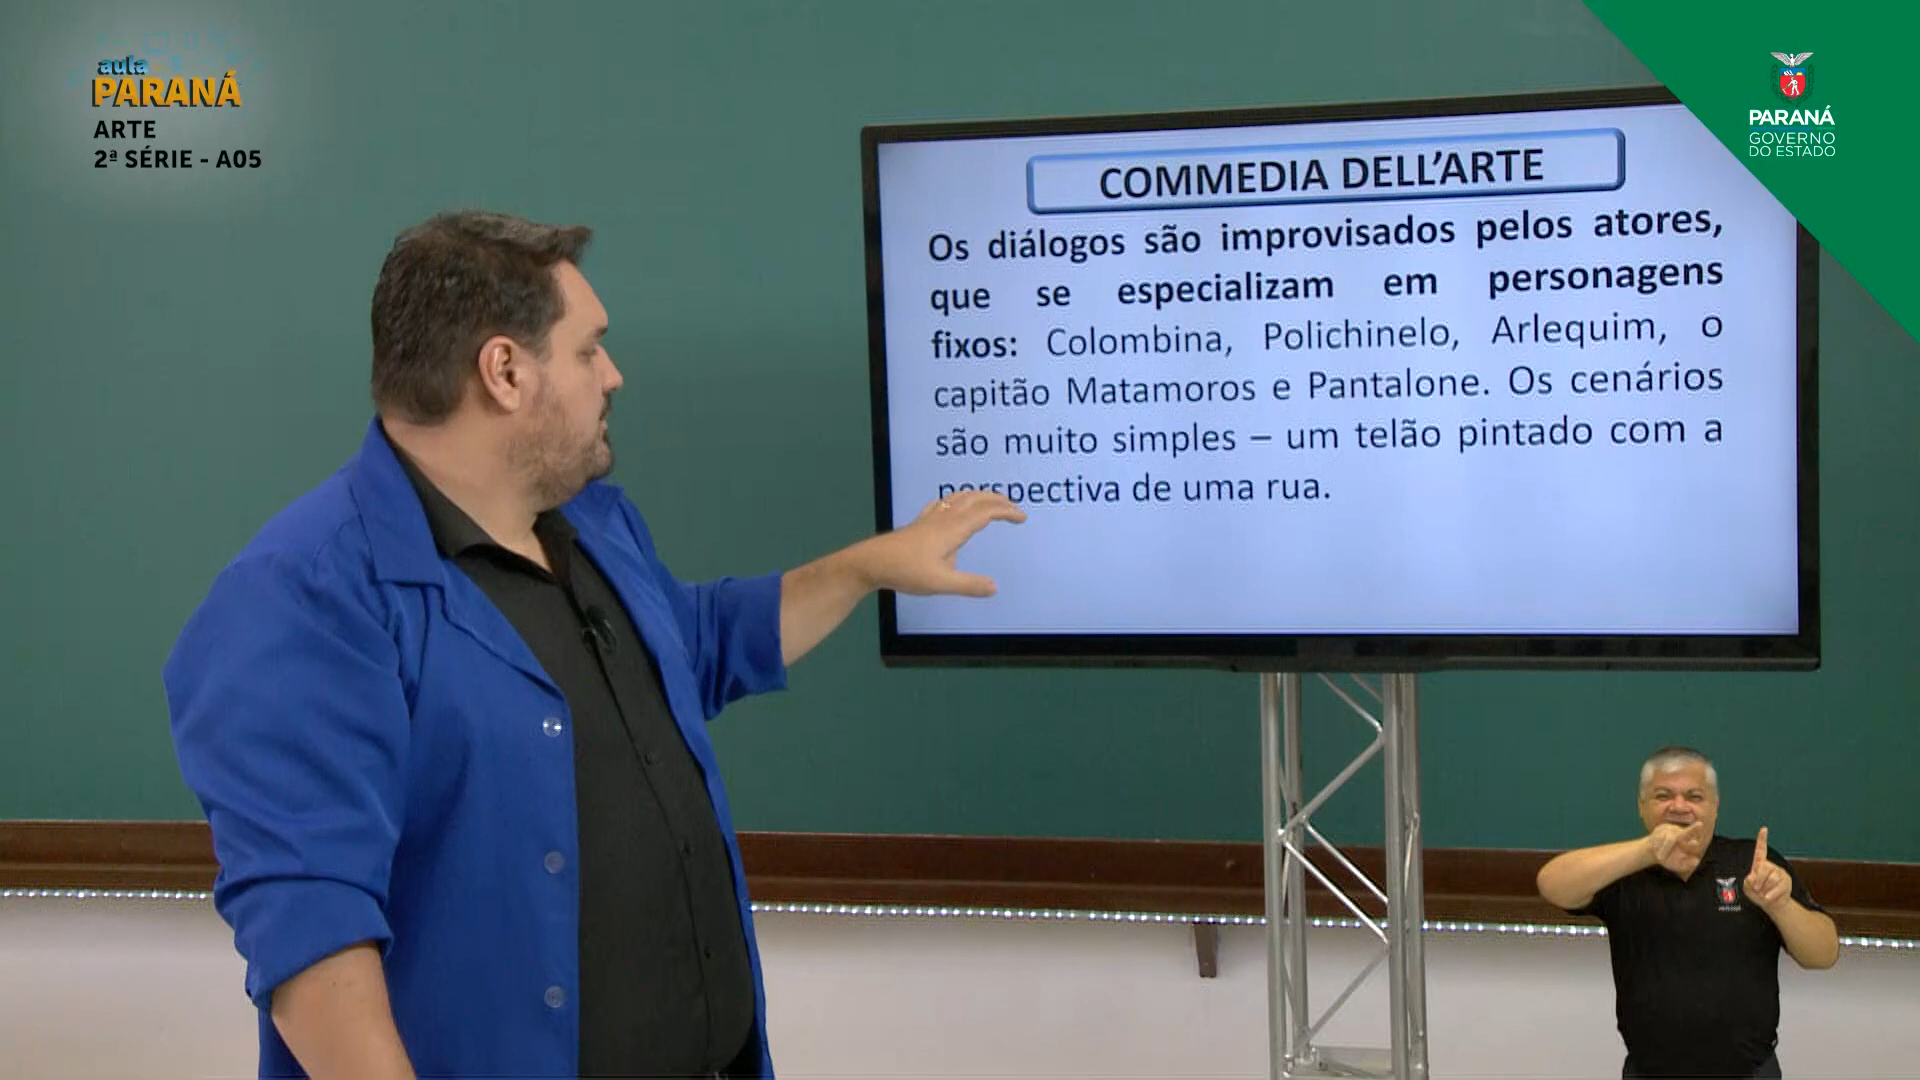 aula
PARANÁ
ARTE
2ª SÉRIE - A05
PARANÁ
GOVERNO
DO ESTADO
COMMEDIA DELL’ARTE
Os diálogos são improvisados pelos atores,
que se especializam em personagens
fixos: Colombina, Polichinelo, Arlequim, o
capitão Matamoros e Pantalone. Os cenários
são muito simples – um telão pintado com a
perspectiva de uma rua.